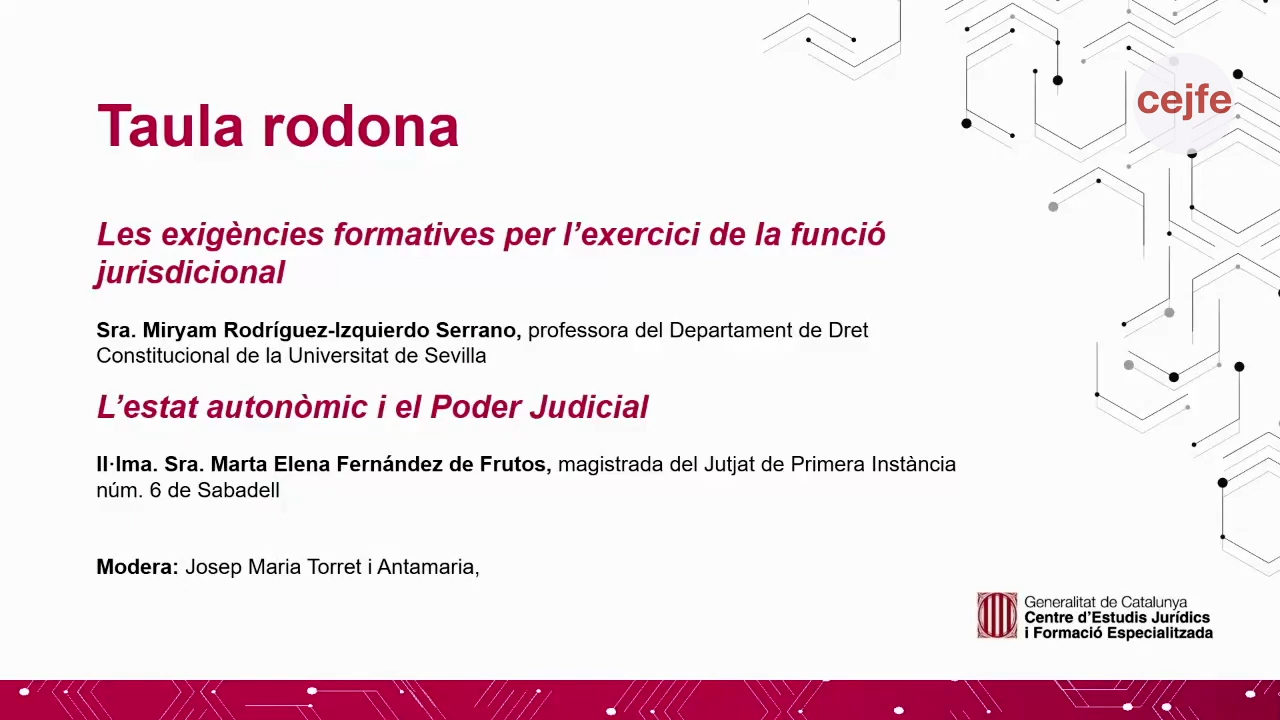 cejfe
Taula rodona
Les exigències formatives per l’exercici de la funció
jurisdicional
Sra. Miryam Rodríguez-Izquierdo Serrano, professora del Departament de Dret
Constitucional de la Universitat de Sevilla
L’estat autonòmic i el Poder Judicial
Il·lma. Sra. Marta Elena Fernández de Frutos, magistrada del Jutjat de Primera Instància
núm. 6 de Sabadell
Modera: Josep Maria Torret i Antamaria,
Generalitat de Catalunya
Centre d’Estudis Jurídics
i Formació Especialitzada